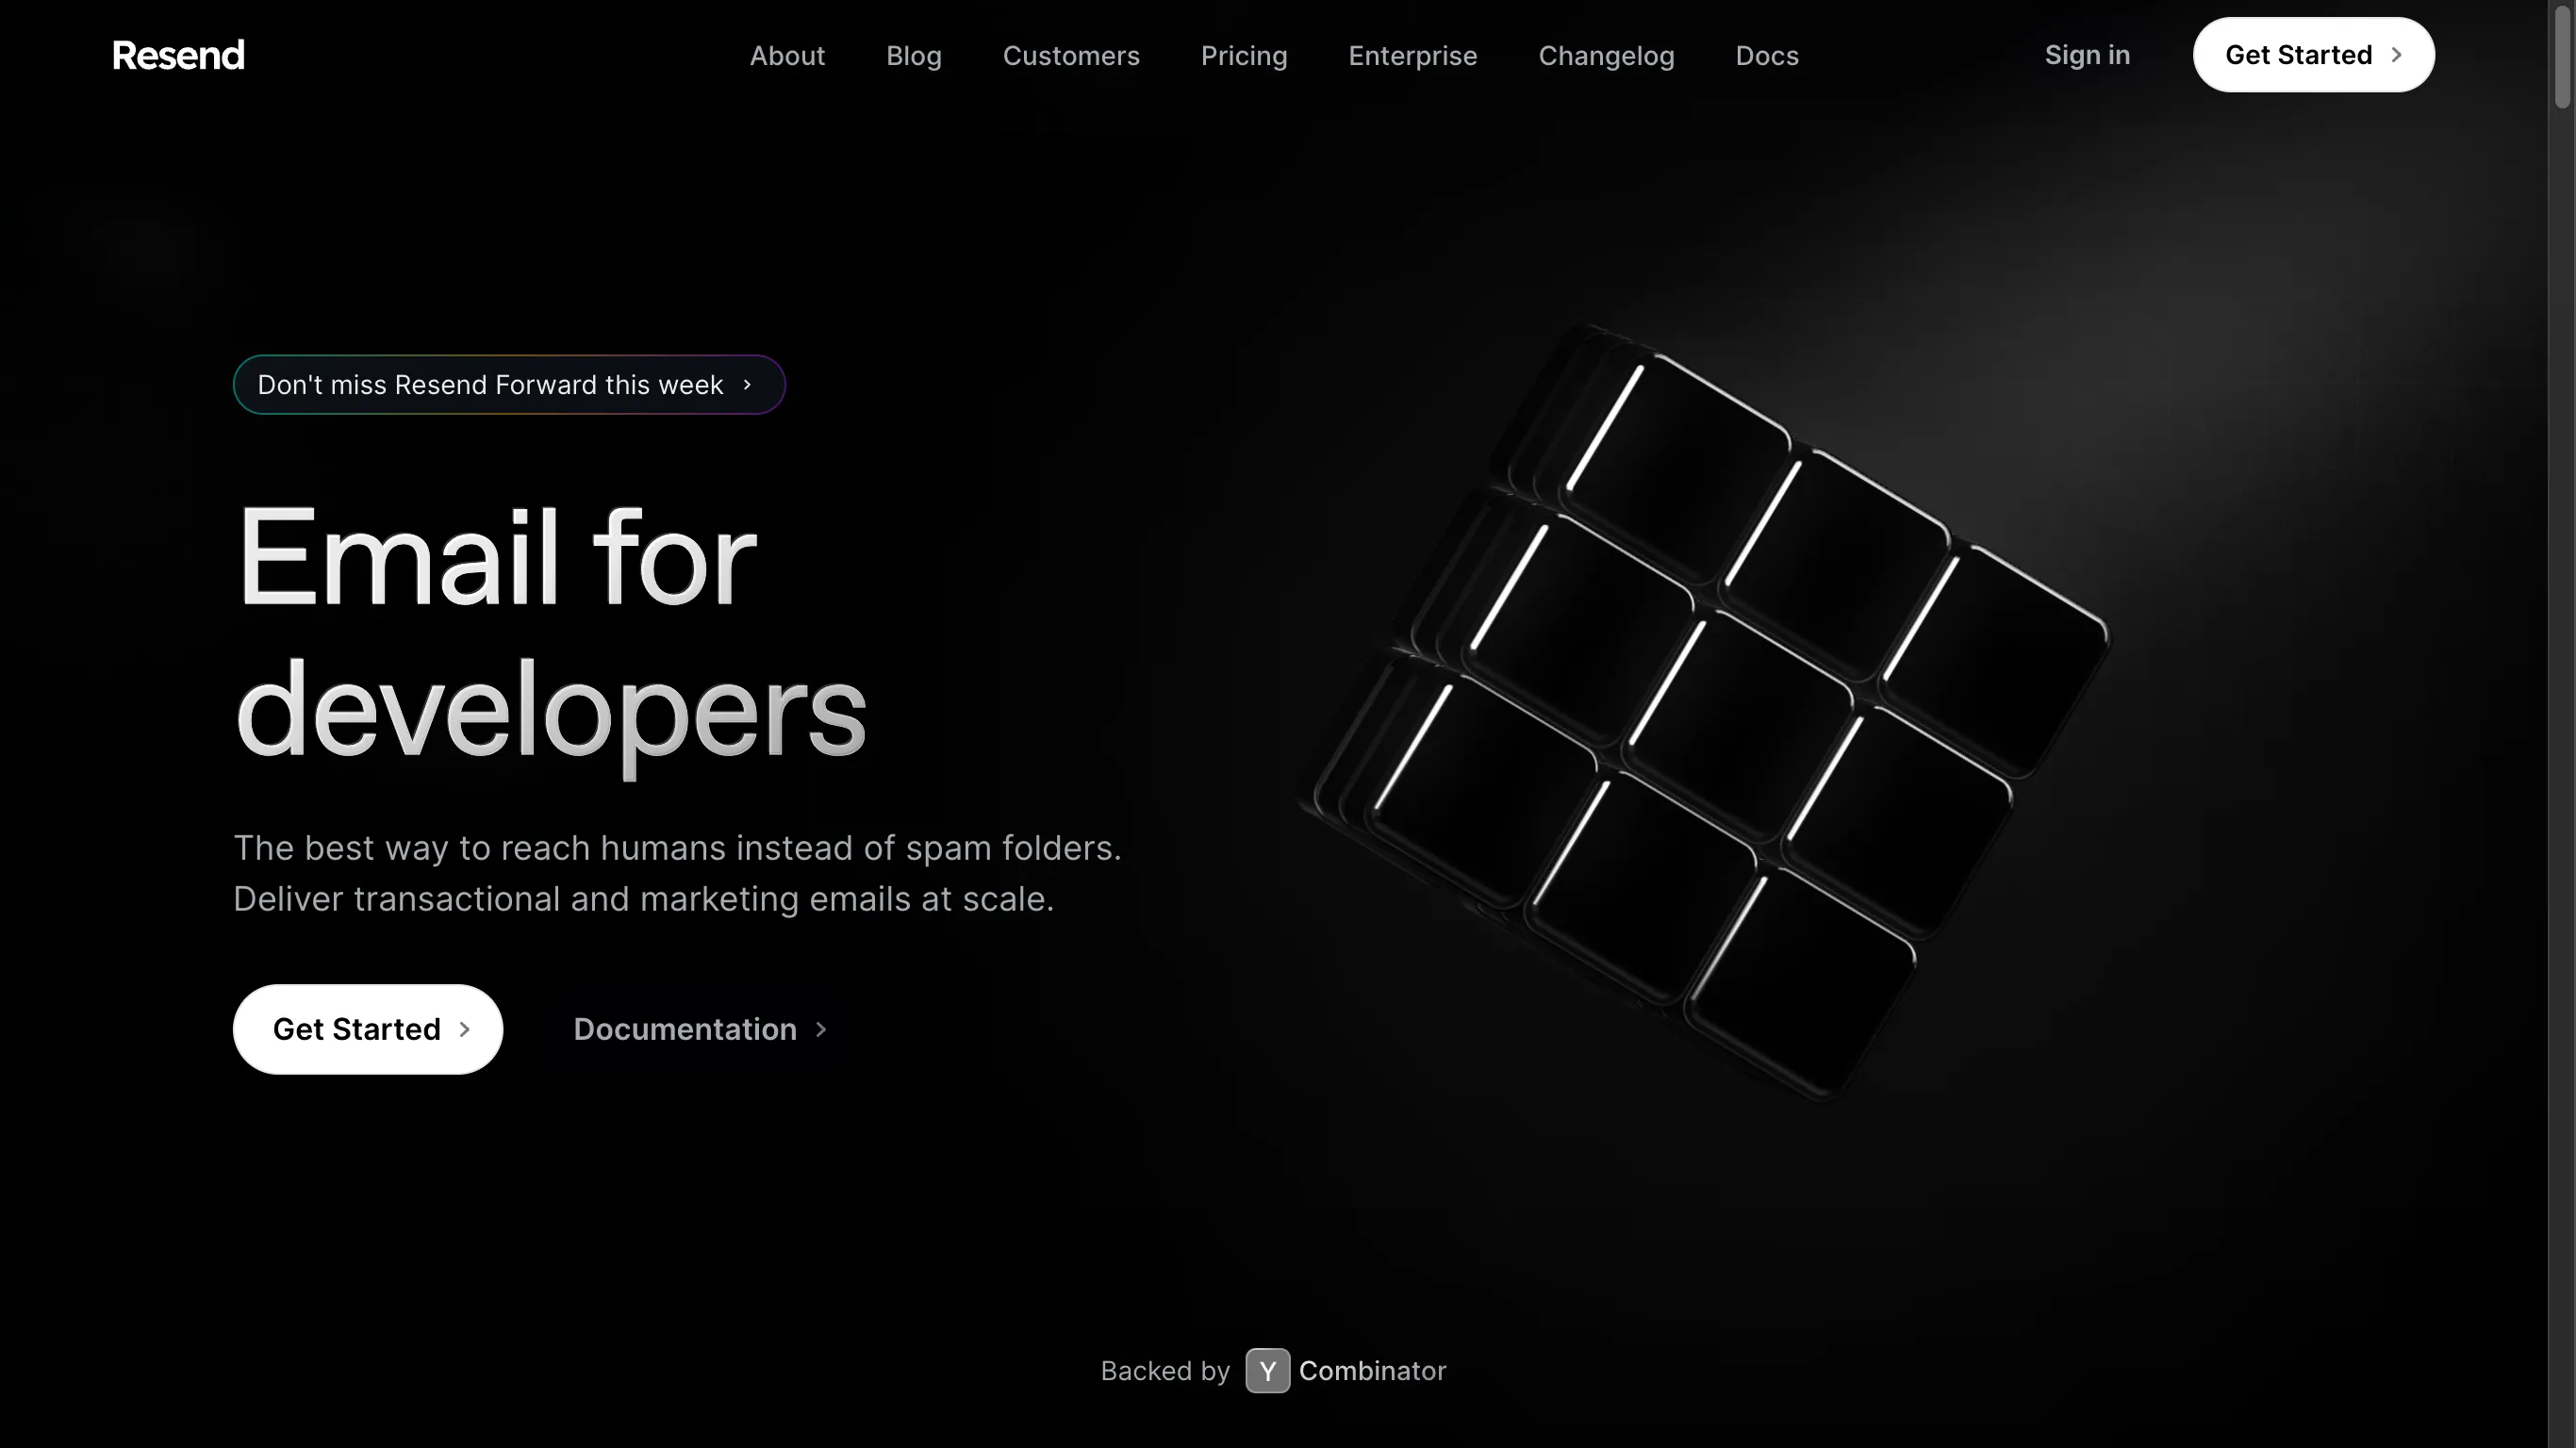 Resend
About
Blog
Customers
Pricing
Enterprise
Changelog
Docs
Sign in
Get Started
Don't miss Resend Forward this week
Email for
developers
The best way to reach humans instead of spam folders.
Deliver transactional and marketing emails at scale.
Get Started
Documentation
Backed by Y Combinator